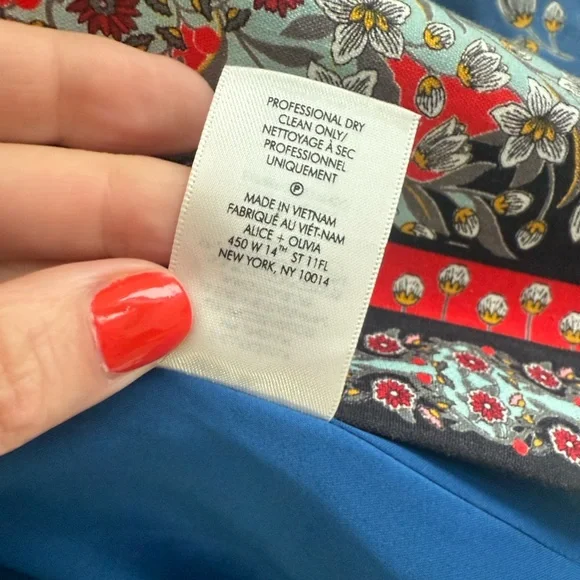 PROFESSIONAL DRY
CLEAN ONLY/
NETTOYAGE À SEC
PROFESSIONNEL
UNIQUEMENT
P
MADE IN VIETNAM
FABRIQUÉ AU VIÊT-NAM
ALICE + OLIVIA
450 W 14TH ST 11FL
NEW YORK, NY 10014